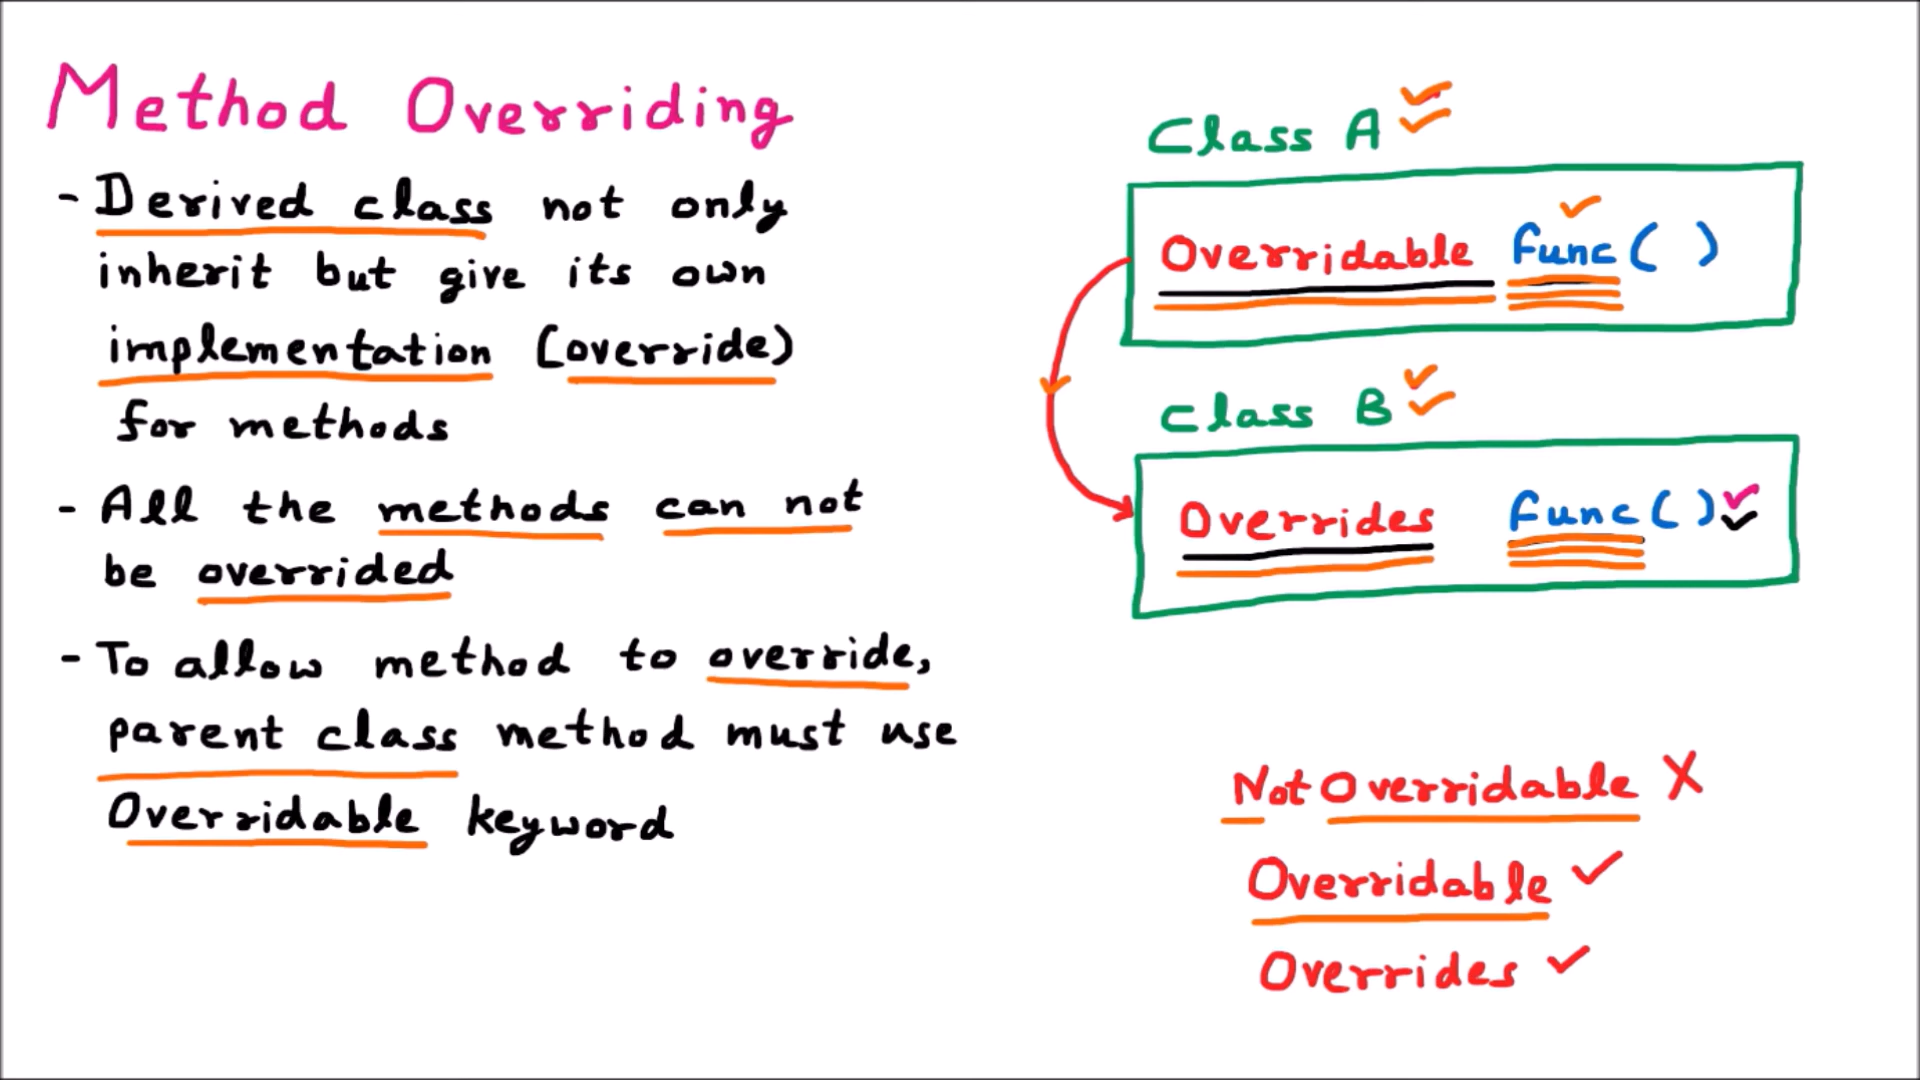 Method Overriding
- Derived class not only
inherit but give its own
implementation (override)
for methods
- All the methods can not
be overrided
- To allow method to override,
parent class method must use
Overridable keyword
Class A
Overridable func( )
Class B
Overrides func( )
NotOverridable X
Overridable ✓
Overrides ✓